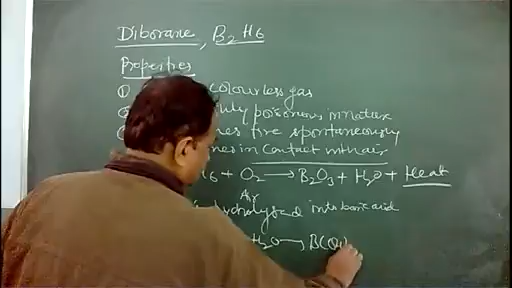 Diborane, B2H6
Properties
① colourless gas
poisonous in nature
fire spontaneously
in contact with air
6 + O2 → B2O3 + H2O + Heat
Air
hydrolysed into boric acid
H2O → B(OH)